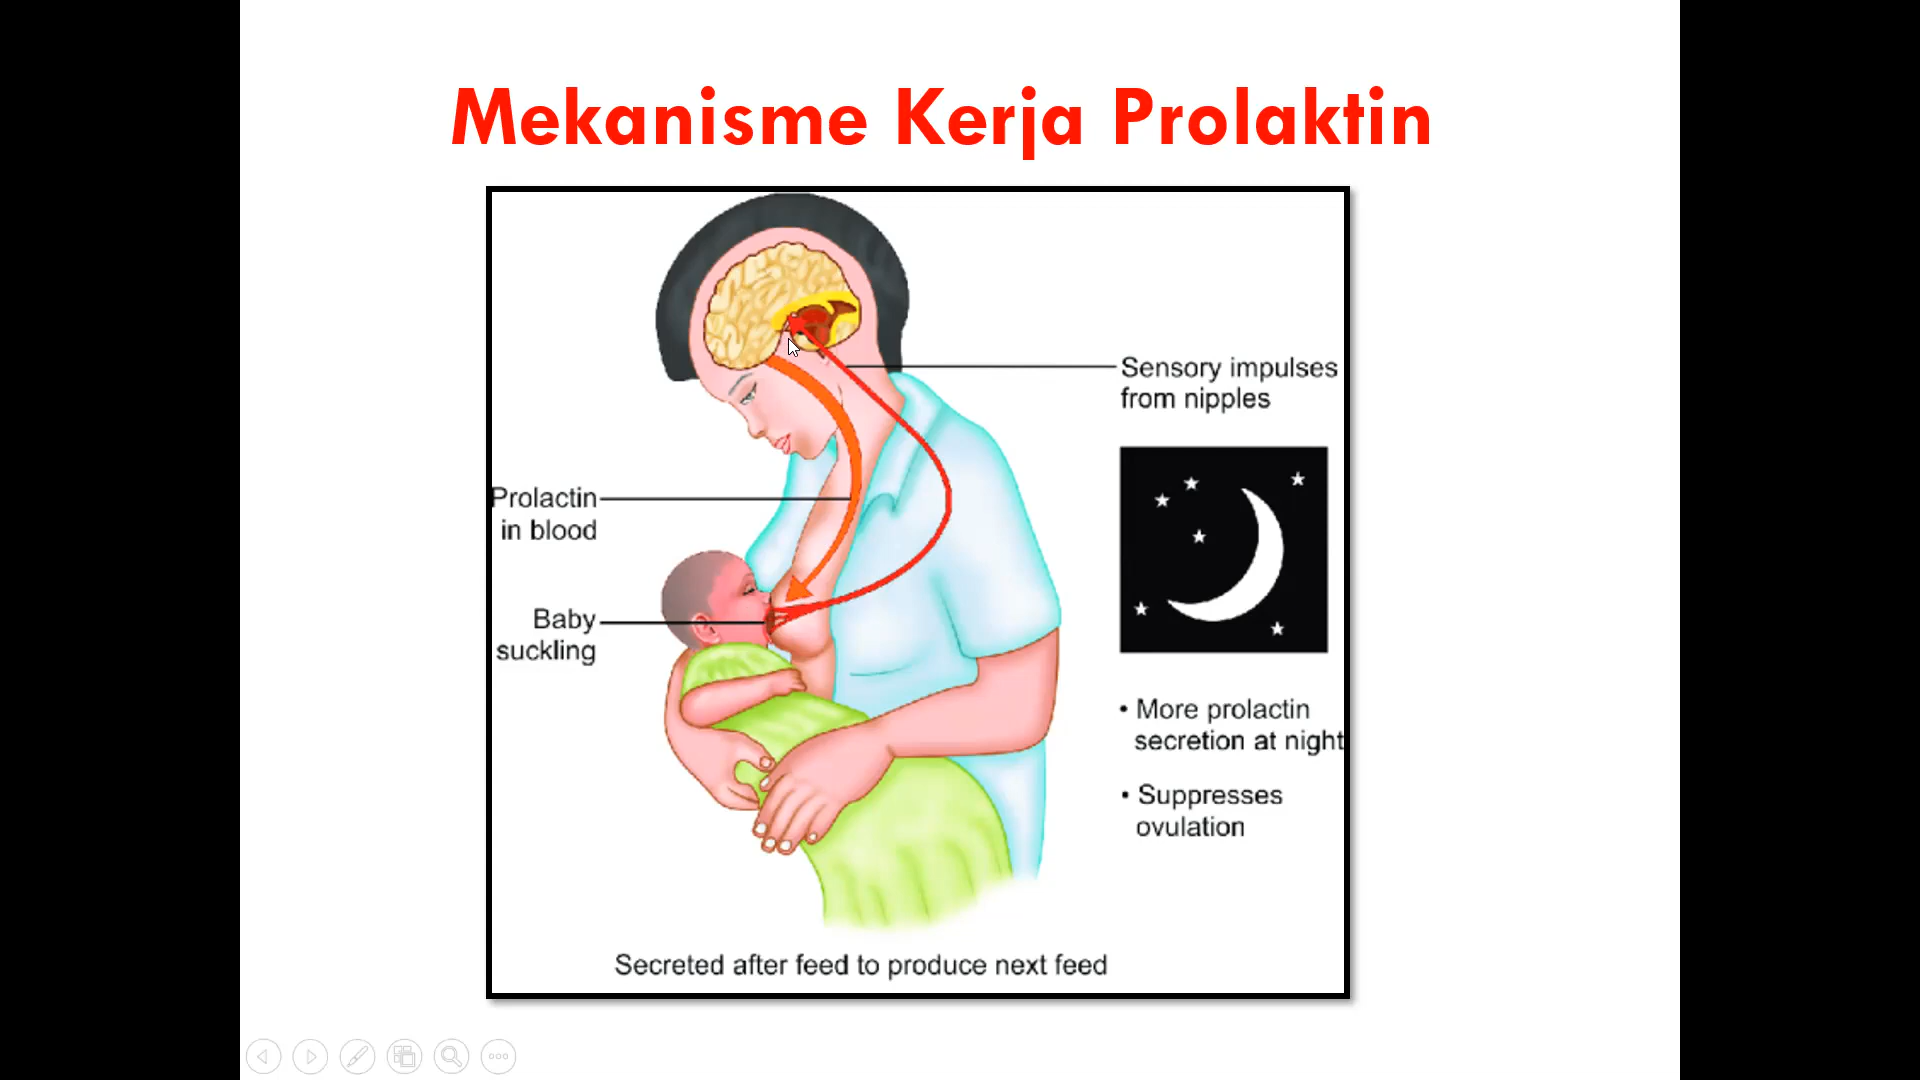 Mekanisme Kerja Prolaktin
Sensory impulses
from nipples
Prolactin
in blood
Baby
suckling
• More prolactin
secretion at night
• Suppresses
ovulation
Secreted after feed to produce next feed